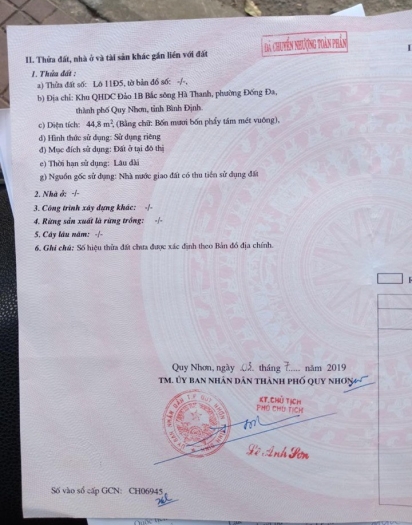 ĐÃ CHUYỂN NHƯỢNG TOÀN PHẦN
II. Thửa đất, nhà ở và tài sản khác gắn liền với đất
1. Thửa đất :
a) Thửa đất số: Lô 11Đ5, tờ bản đồ số: -/-,
b) Địa chỉ: Khu QHDC Đảo 1B Bắc sông Hà Thanh, phường Đống Đa,
thành phố Quy Nhơn, tỉnh Bình Định.
c) Diện tích: 44,8 m², (Bằng chữ: Bốn mươi bốn phẩy tám mét vuông),
d) Hình thức sử dụng: Sử dụng riêng
đ) Mục đích sử dụng: Đất ở tại đô thị
e) Thời hạn sử dụng: Lâu dài
g) Nguồn gốc sử dụng: Nhà nước giao đất có thu tiền sử dụng đất
2. Nhà ở: -/-
3. Công trình xây dựng khác: -/-
4. Rừng sản xuất là rừng trồng: -/-
5. Cây lâu năm: -/-
6. Ghi chú: Số hiệu thửa đất chưa được xác định theo Bản đồ địa chính.
Quy Nhơn, ngày 03 tháng 7 năm 2019
TM. ỦY BAN NHÂN DÂN THÀNH PHỐ QUY NHƠN
KT. CHỦ TỊCH
PHÓ CHỦ TỊCH
Lê Anh Sơn
Số vào sổ cấp GCN: CH06945